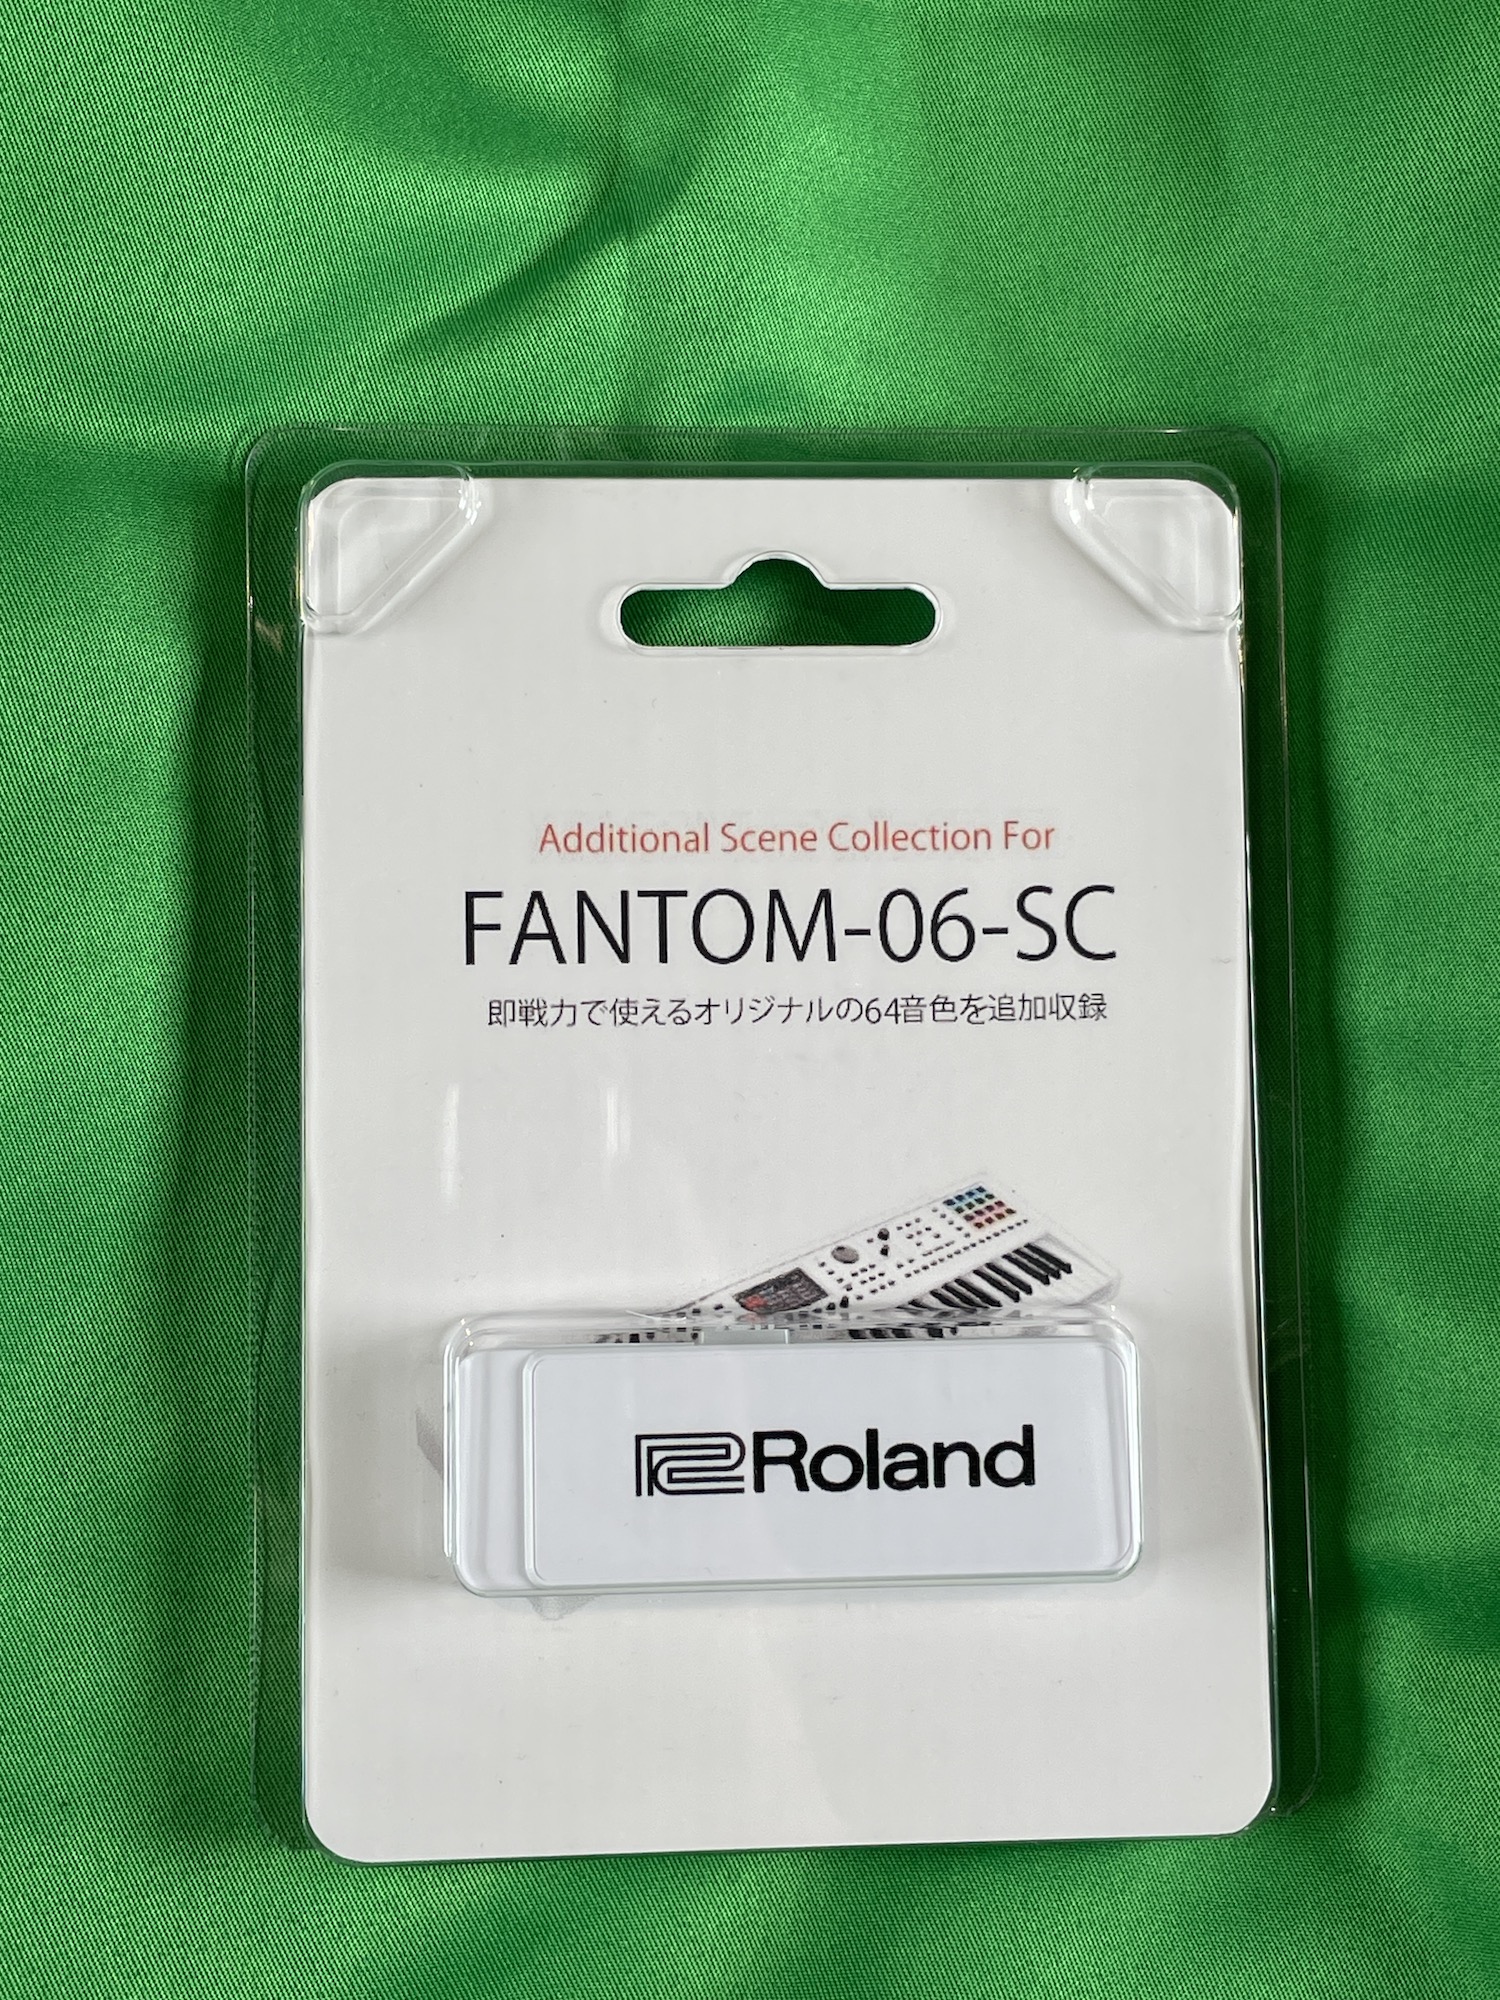 Additional Scene Collection For
FANTOM-06-SC
即戦力で使えるオリジナルの64音色を追加収録
Roland